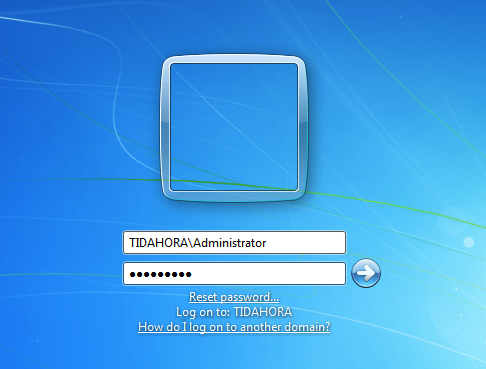 TIDAHORA\Administrator
●●●●●●●●●
Reset password...
Log on to: TIDAHORA
How do I log on to another domain?